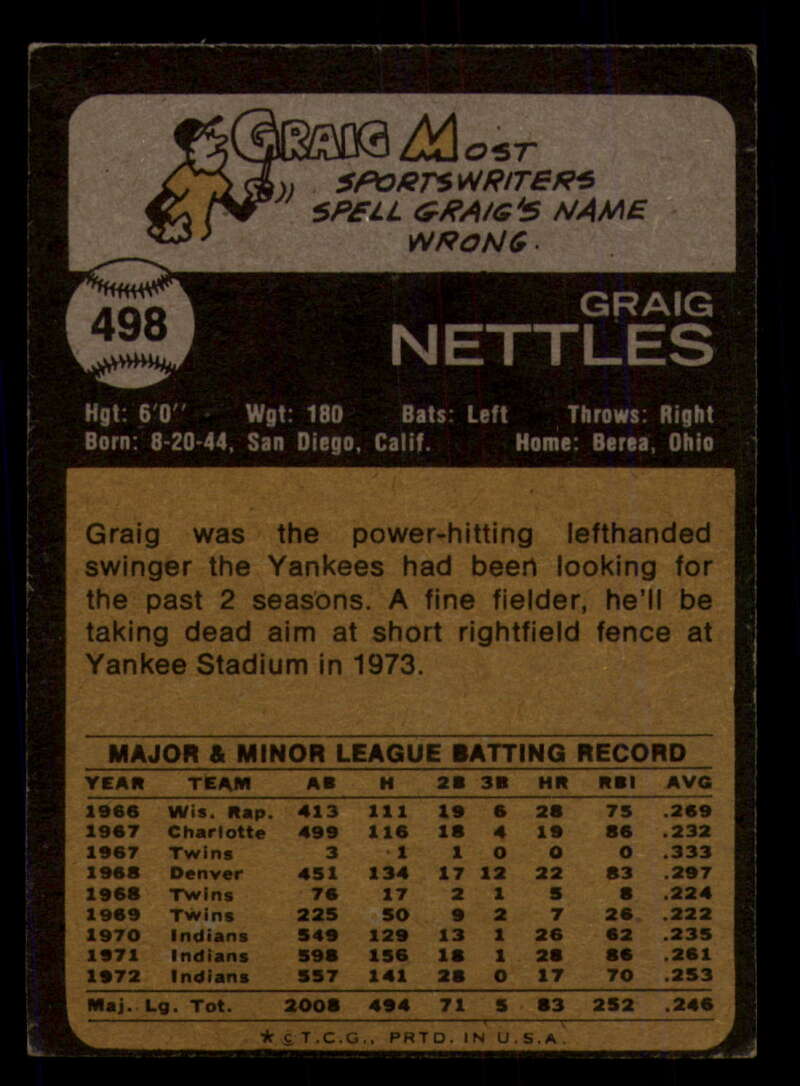 GRAIG MOST
SPORTSWRITERS
SPELL GRAIG'S NAME
WRONG.
498
GRAIG
NETTLES
Hgt: 6'0" Wgt: 180 Bats: Left Throws: Right
Born: 8-20-44, San Diego, Calif. Home: Berea, Ohio
Graig was the power-hitting lefthanded
swinger the Yankees had been looking for
the past 2 seasons. A fine fielder, he'll be
taking dead aim at short rightfield fence at
Yankee Stadium in 1973.
MAJOR & MINOR LEAGUE BATTING RECORD
YEAR TEAM AB H 2B 3B HR RBI AVG
1966 Wis. Rap. 413 111 19 6 28 75 .269
1967 Charlotte 499 116 18 4 19 86 .232
1967 Twins 3 1 1 0 0 0 .333
1968 Denver 451 134 17 12 22 83 .297
1968 Twins 76 17 2 1 5 8 .224
1969 Twins 225 50 9 2 7 26 .222
1970 Indians 549 129 13 1 26 62 .235
1971 Indians 598 156 18 1 28 86 .261
1972 Indians 557 141 28 0 17 70 .253
Maj. Lg. Tot. 2008 494 71 5 83 252 .246
* © T.C.G., PRTD. IN U.S.A.